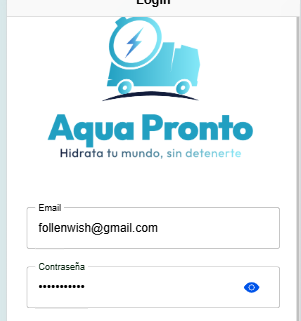 Login
Aqua Pronto
Hidrata tu mundo, sin detenerte
Email
follenwish@gmail.com
Contraseña
•••••••••••